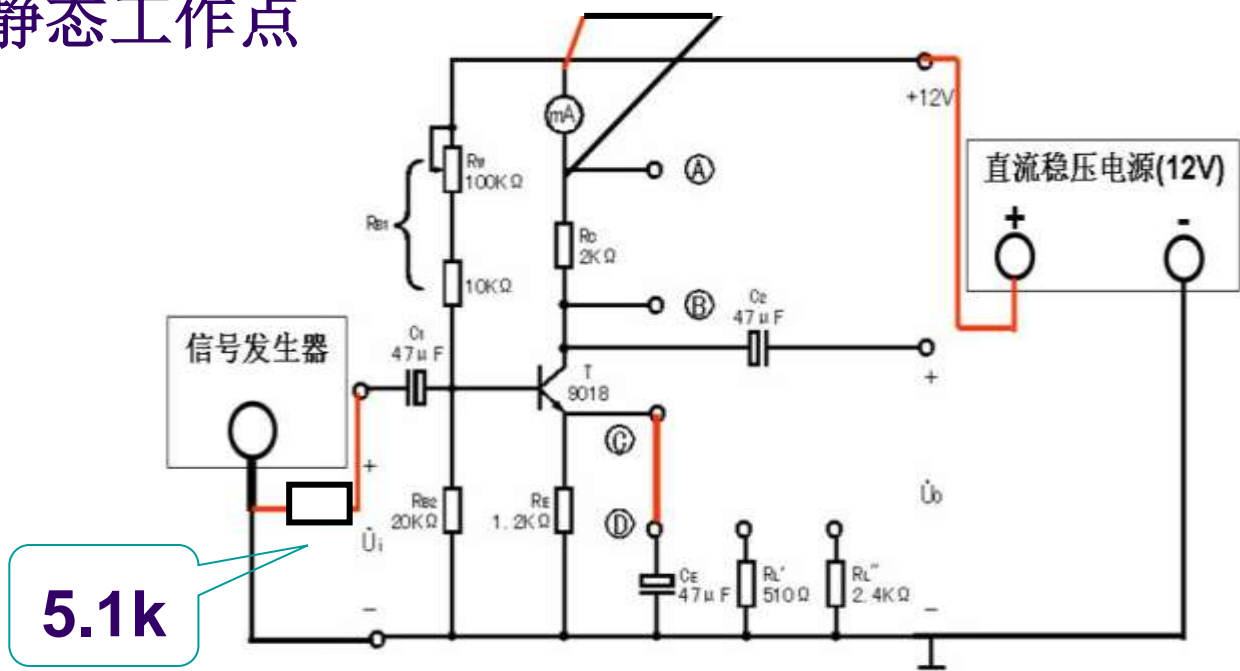 静态工作点
mA
+12V
直流稳压电源(12V)
+ -
RW
100KΩ
Ⓐ
RB1
RC
2KΩ
10KΩ
Ⓑ
C2
47μF
信号发生器
C1
47μF
T
9018
+
Ⓒ
+
RB2
20KΩ
RE
1.2KΩ
Ⓓ
U̇o
U̇i
5.1k
CE
47μF
RL'
510Ω
RL''
2.4KΩ
-
-